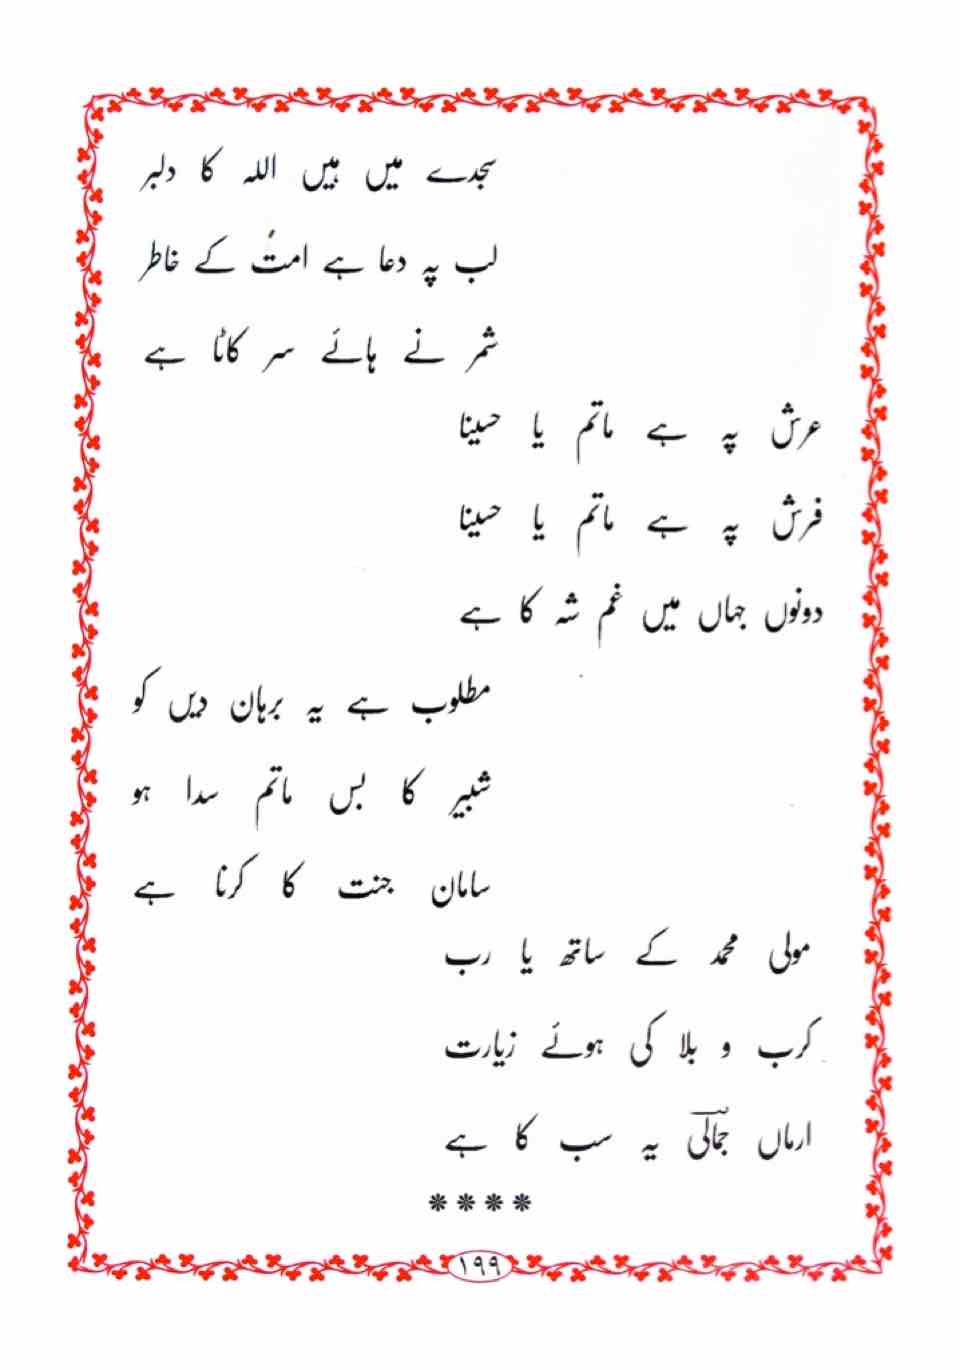 سجدے میں ہیں اللہ کا دلبر
لب پہ دعا ہے امت کے خاطر
شمر نے ہائے سر کاٹا ہے
عرش پہ ہے ماتم یا حسینا
فرش پہ ہے ماتم یا حسینا
دونوں جہاں میں غم شہ کا ہے
مطلوب ہے یہ برہان دیں کو
شبیر کا بس ماتم سدا ہو
سامان جنت کا کرنا ہے
مولی محمد کے ساتھ یا رب
کرب و بلا کی ہوئے زیارت
ارماں جمالی یہ سب کا ہے
****
١٩٩